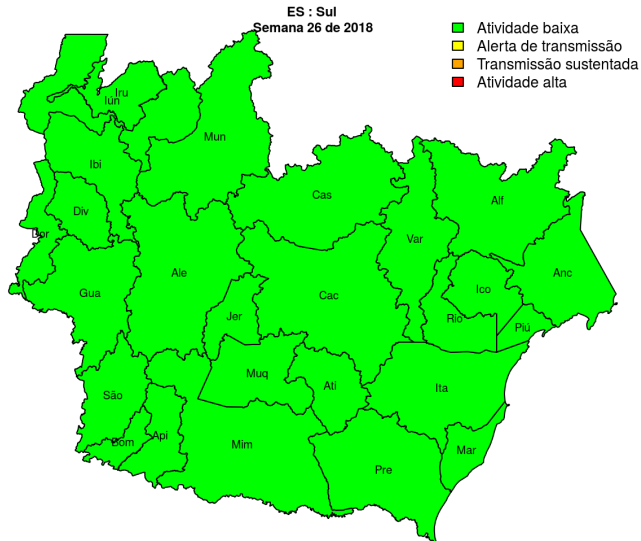 ES : Sul
Semana 26 de 2018
Atividade baixa
Alerta de transmissão
Transmissão sustentada
Atividade alta
Iru
Iún
Mun
Ibi
Cas
Alf
Div
Dor
Var
Ale
Anc
Gua
Cac
Ico
Jer
Rio
Piú
Muq
Ati
Ita
São
Api
Bom
Mim
Mar
Pre